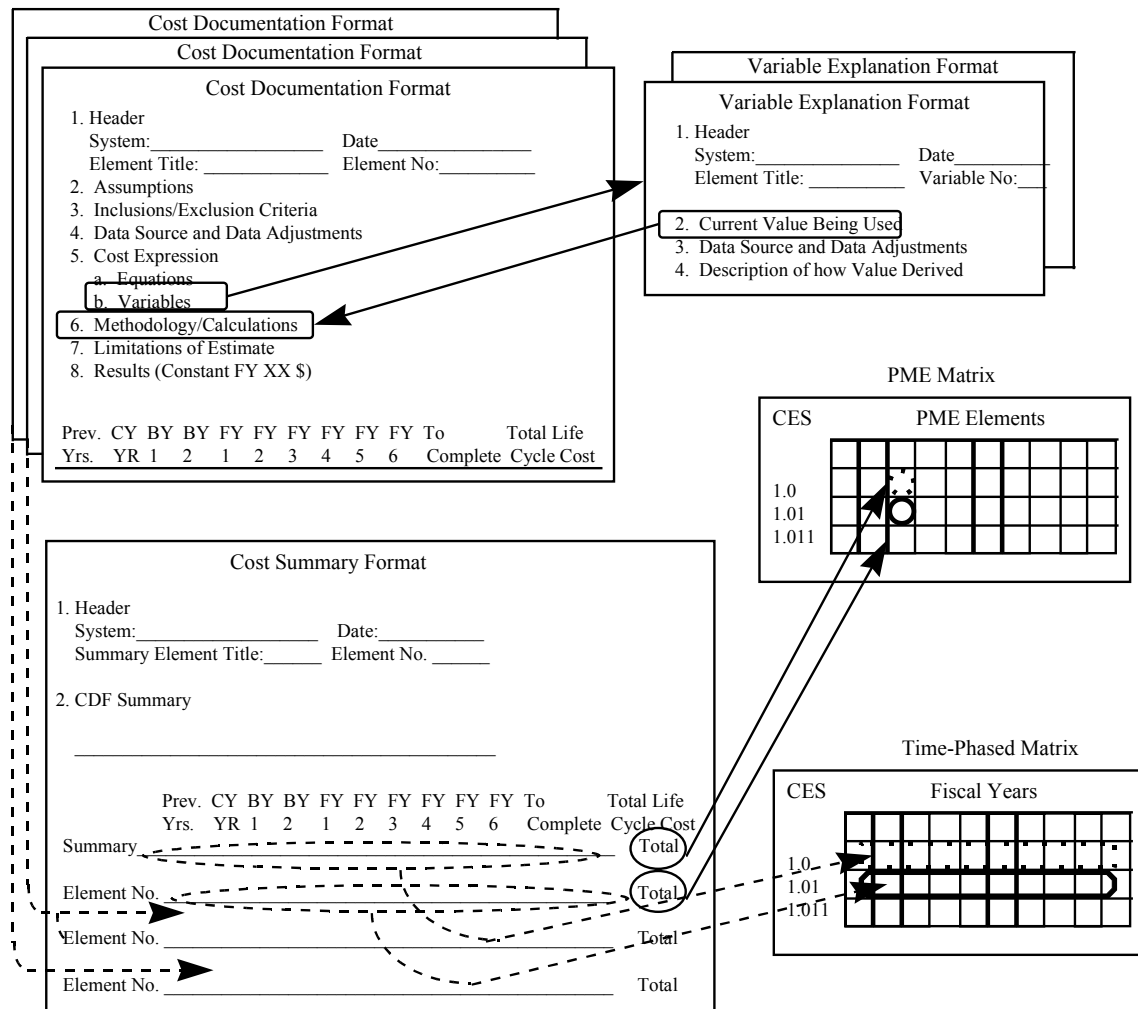 Cost Documentation Format
Cost Documentation Format
Cost Documentation Format
1. Header
System:__________________ Date________________
Element Title: _____________ Element No:__________
2. Assumptions
3. Inclusions/Exclusion Criteria
4. Data Source and Data Adjustments
5. Cost Expression
a. Equations
b. Variables
6. Methodology/Calculations
7. Limitations of Estimate
8. Results (Constant FY XX $)
Prev. CY BY BY FY FY FY FY FY FY To Total Life
Yrs. YR 1 2 1 2 3 4 5 6 Complete Cycle Cost
Variable Explanation Format
Variable Explanation Format
1. Header
System:_______________ Date__________
Element Title: __________ Variable No:___
2. Current Value Being Used
3. Data Source and Data Adjustments
4. Description of how Value Derived
PME Matrix
CES PME Elements
1.0
1.01
1.011
Cost Summary Format
1. Header
System:___________________ Date:___________
Summary Element Title:______ Element No. ______
2. CDF Summary
____________________________________________
Prev. CY BY BY FY FY FY FY FY FY To Total Life
Yrs. YR 1 2 1 2 3 4 5 6 Complete Cycle Cost
Summary__________________________________________________ Total
Element No. _______________________________________________ Total
Element No. _______________________________________________ Total
Element No. _______________________________________________ Total
Time-Phased Matrix
CES Fiscal Years
1.0
1.01
1.011